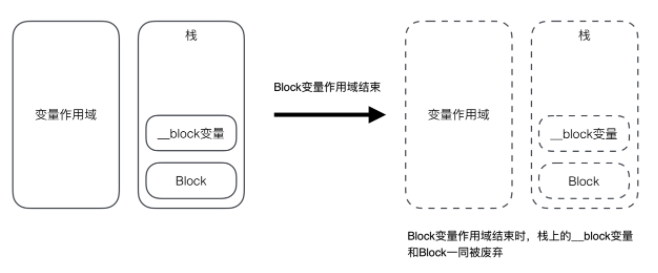 栈
变量作用域
__block变量
Block
Block变量作用域结束
栈
变量作用域
__block变量
Block
Block变量作用域结束时，栈上的__block变量
和Block一同被废弃